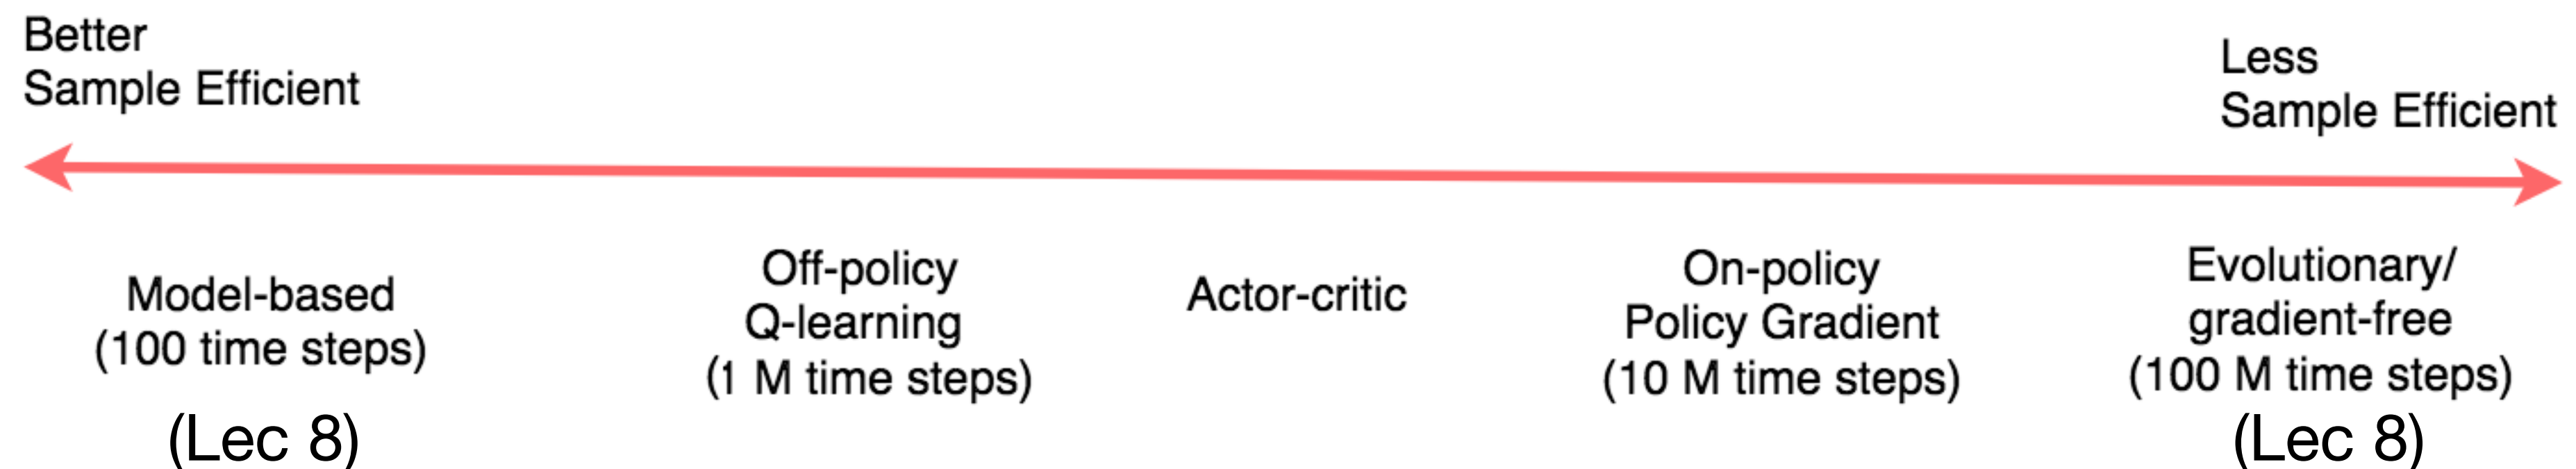 Better
Sample Efficient
Less
Sample Efficient
Model-based
(100 time steps)
(Lec 8)
Off-policy
Q-learning
(1 M time steps)
Actor-critic
On-policy
Policy Gradient
(10 M time steps)
Evolutionary/
gradient-free
(100 M time steps)
(Lec 8)